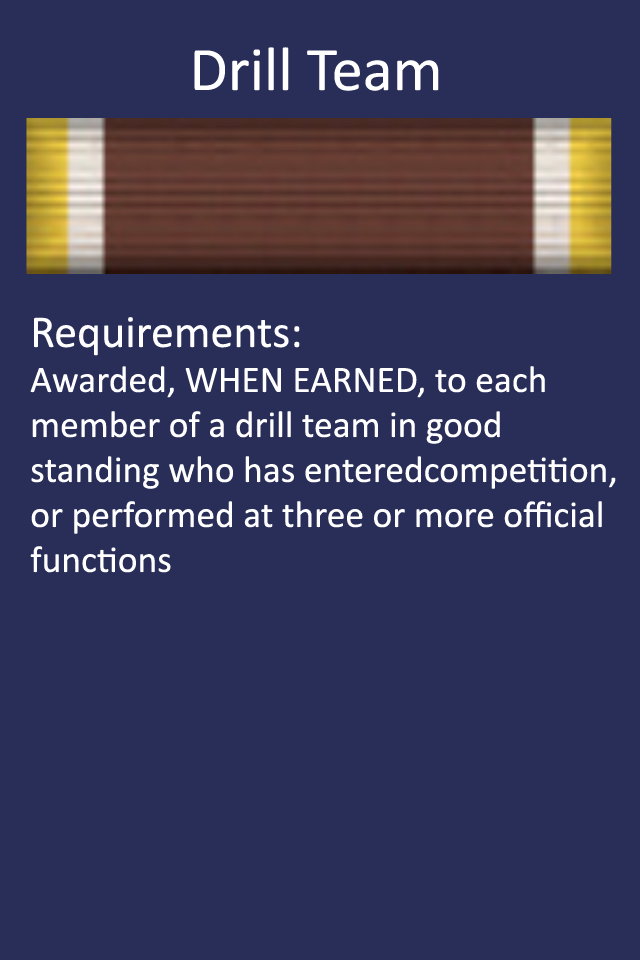 Drill Team
Requirements:
Awarded, WHEN EARNED, to each
member of a drill team in good
standing who has enteredcompetition,
or performed at three or more official
functions